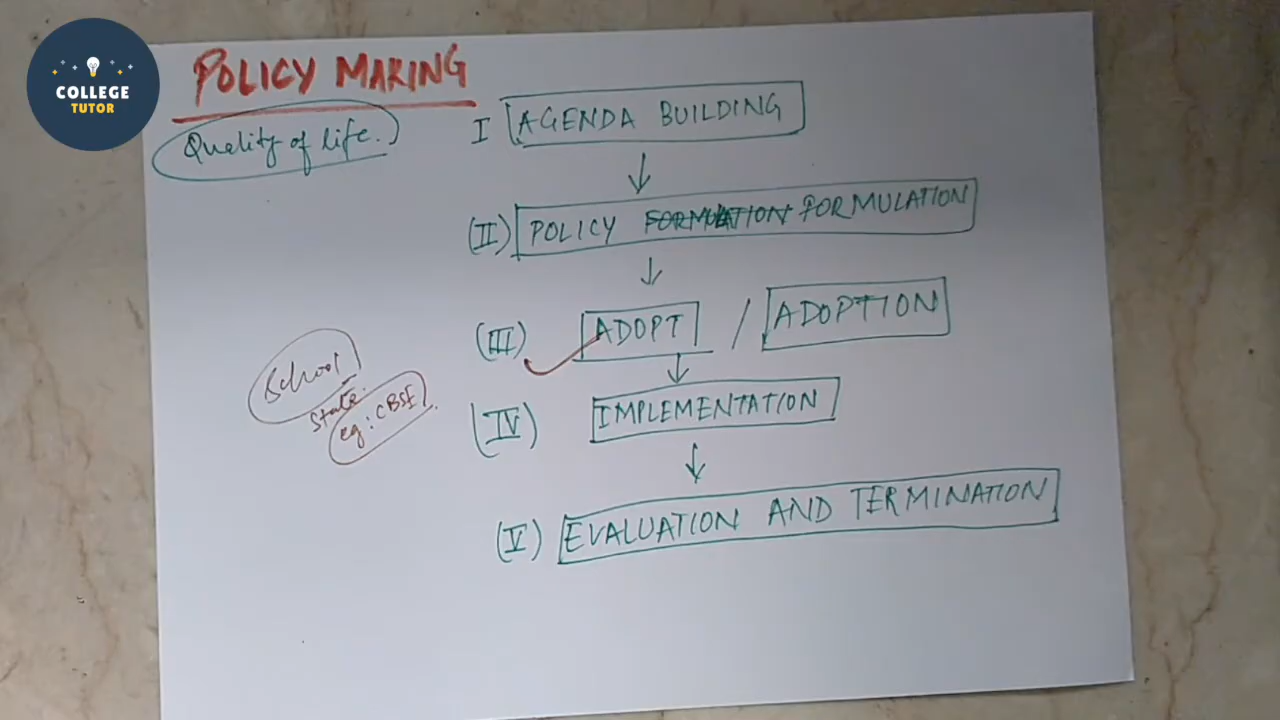 COLLEGE
TUTOR
POLICY MAKING
Quality of life.
I AGENDA BUILDING
(II) POLICY FORMULATION FORMULATION
(III) ADOPT / ADOPTION
School
State.
eg: CBSE
(IV) IMPLEMENTATION
(V) EVALUATION AND TERMINATION